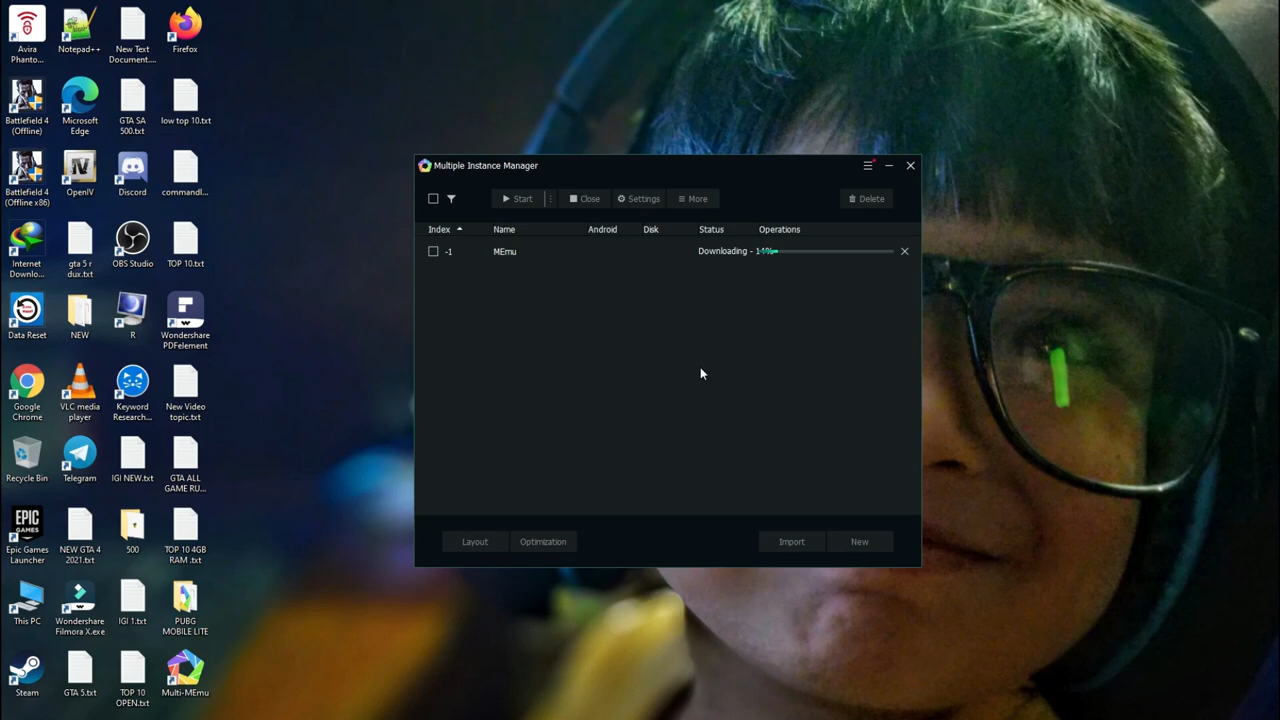 Avira
Phanto...
Notepad++
New Text
Document....
Firefox
Battlefield 4
(Offline)
Microsoft
Edge
GTA SA
500.txt
low top 10.txt
Battlefield 4
(Offline x86)
OpenIV
Discord
commandl...
Internet
Downlo...
gta 5 r
dux.txt
OBS Studio
TOP 10.txt
Data Reset
NEW
R
Wondershare
PDFelement
Google
Chrome
VLC media
player
Keyword
Research...
New Video
topic.txt
Recycle Bin
Telegram
IGI NEW.txt
GTA ALL
GAME RU...
EPIC
GAMES
Epic Games
Launcher
NEW GTA 4
2021.txt
500
TOP 10 4GB
RAM .txt
This PC
Wondershare
Filmora X.exe
IGI 1.txt
PUBG
MOBILE LITE
Steam
GTA 5.txt
TOP 10
OPEN.txt
Multi-MEmu
Multiple Instance Manager
Start Close Settings More Delete
Index Name Android Disk Status Operations
-1 MEmu Downloading -
Layout Optimization Import New